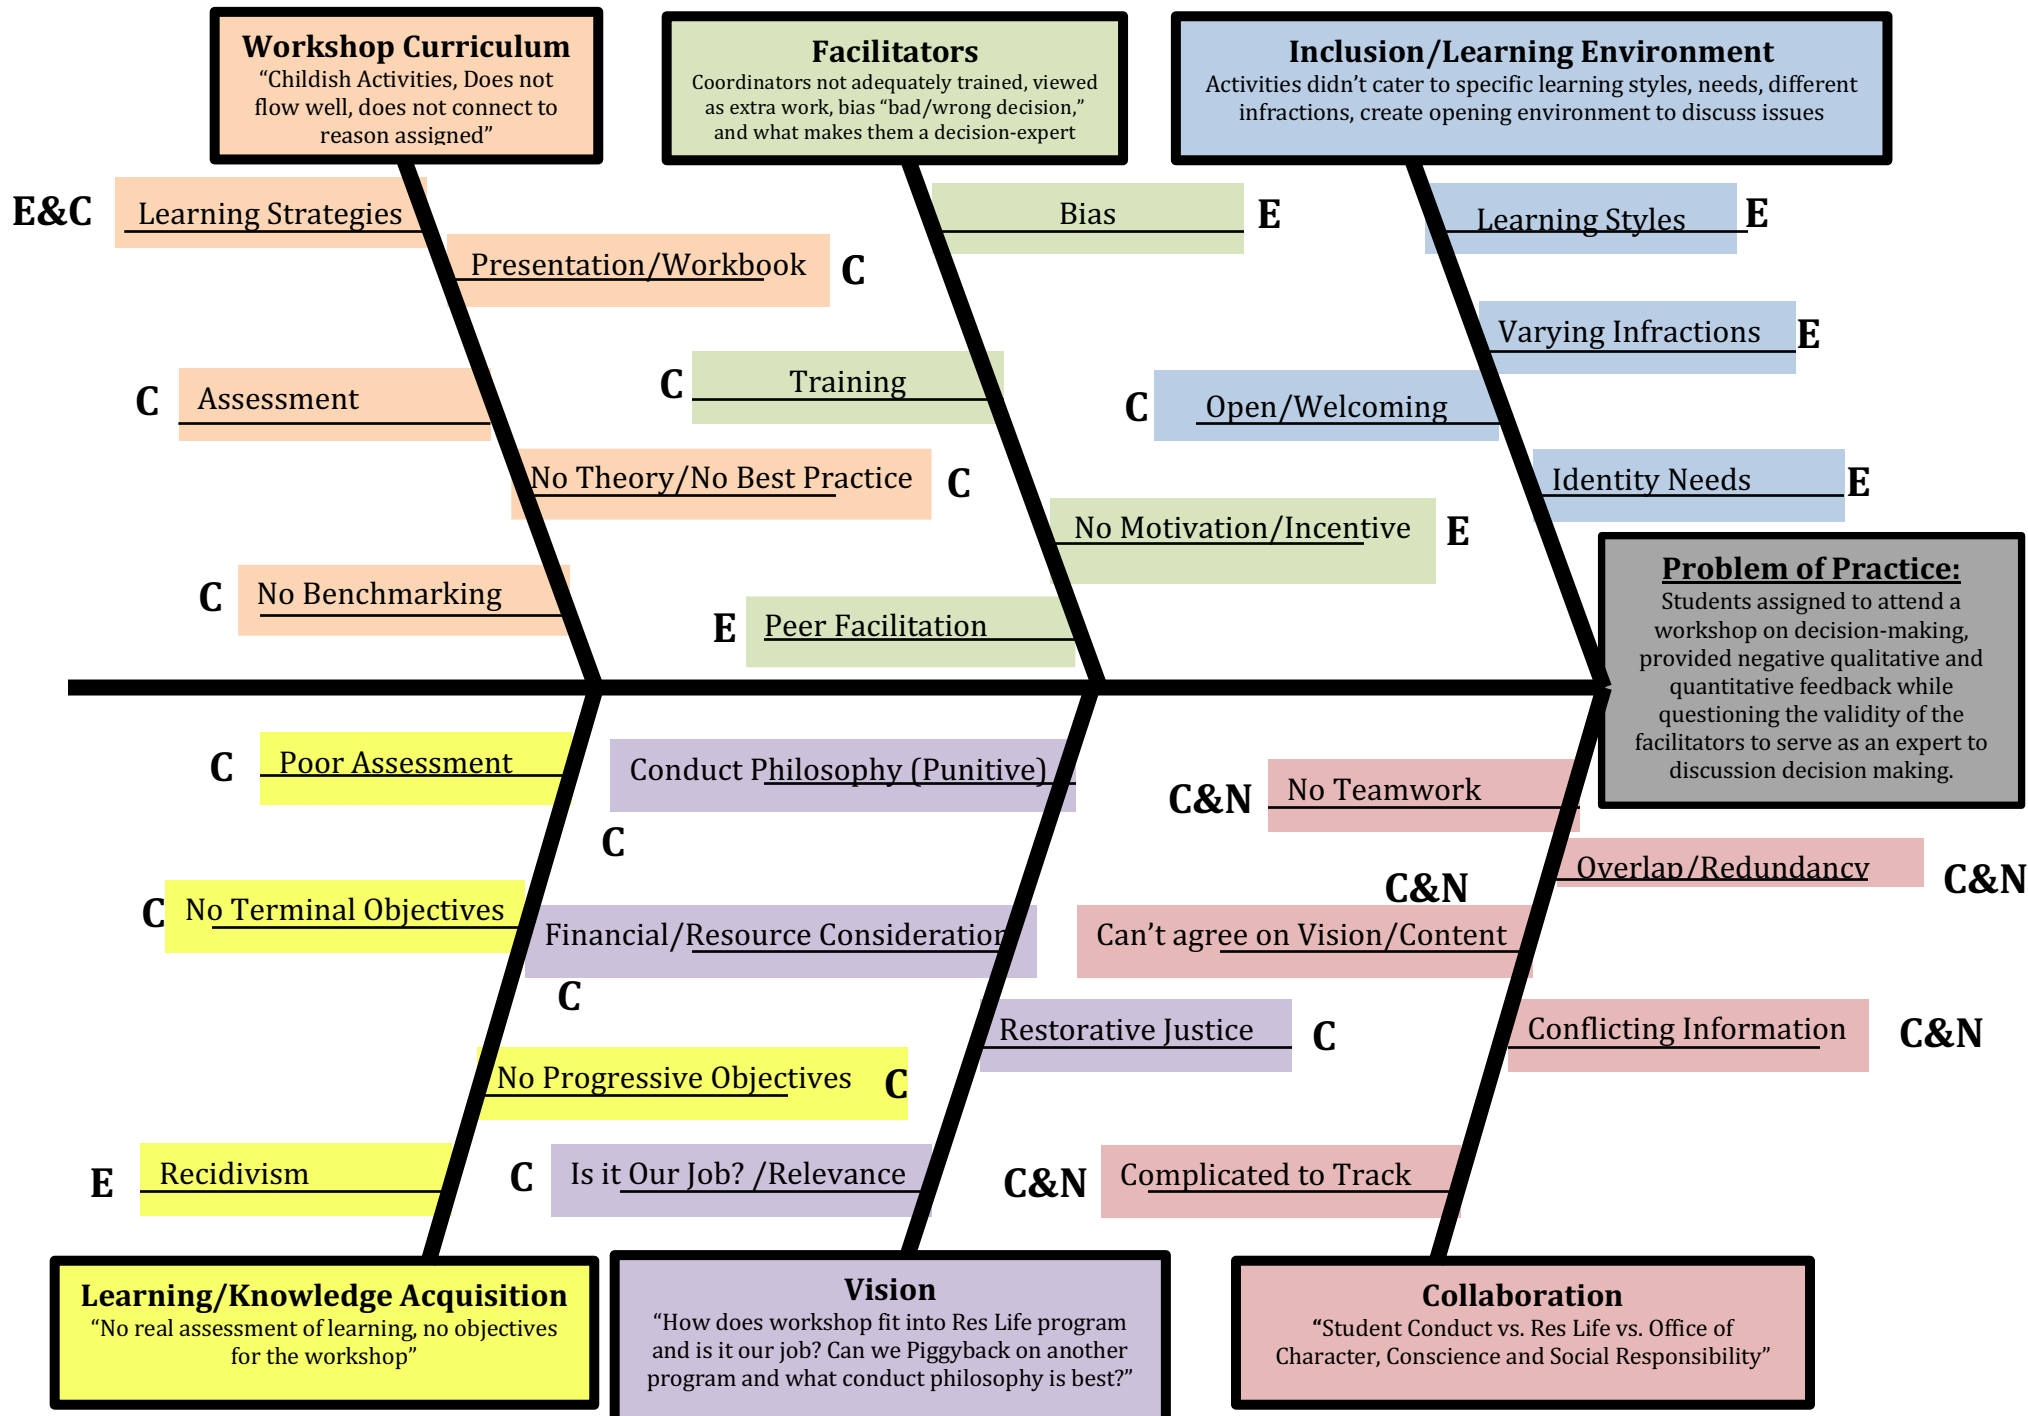 Workshop Curriculum
“Childish Activities, Does not
flow well, does not connect to
reason assigned”
Facilitators
Coordinators not adequately trained, viewed
as extra work, bias “bad/wrong decision,”
and what makes them a decision-expert
Inclusion/Learning Environment
Activities didn’t cater to specific learning styles, needs, different
infractions, create opening environment to discuss issues
E&C
Learning Strategies
Presentation/Workbook
C
C
Assessment
No Theory/No Best Practice
C
C
No Benchmarking
Bias
E
C
Training
No Motivation/Incentive
E
E
Peer Facilitation
Learning Styles
E
Varying Infractions
E
C
Open/Welcoming
Identity Needs
E
Problem of Practice:
Students assigned to attend a
workshop on decision-making,
provided negative qualitative and
quantitative feedback while
questioning the validity of the
facilitators to serve as an expert to
discussion decision making.
C
Poor Assessment
C
No Terminal Objectives
No Progressive Objectives
C
E
Recidivism
Conduct Philosophy (Punitive)
C
Financial/Resource Consideration
C
Restorative Justice
C
C
Is it Our Job? /Relevance
C&N
No Teamwork
Overlap/Redundancy
C&N
C&N
Can’t agree on Vision/Content
Conflicting Information
C&N
C&N
Complicated to Track
Learning/Knowledge Acquisition
“No real assessment of learning, no objectives
for the workshop”
Vision
“How does workshop fit into Res Life program
and is it our job? Can we Piggyback on another
program and what conduct philosophy is best?”
Collaboration
“Student Conduct vs. Res Life vs. Office of
Character, Conscience and Social Responsibility”